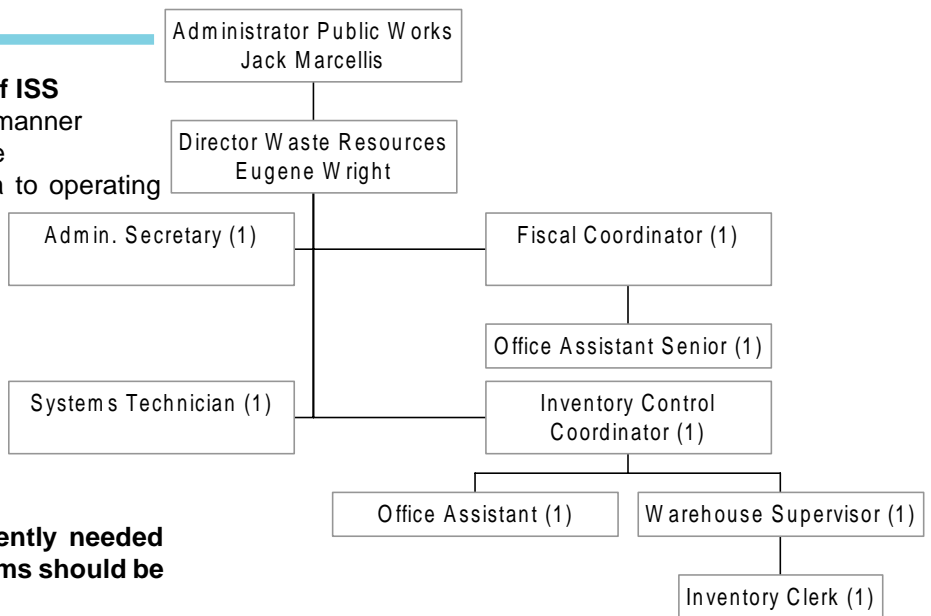 Administrator Public Works
Jack Marcellis
f ISS
manner
e
a to operating
Director Waste Resources
Eugene Wright
Admin. Secretary (1)
Fiscal Coordinator (1)
Office Assistant Senior (1)
Systems Technician (1)
Inventory Control
Coordinator (1)
Office Assistant (1)
Warehouse Supervisor (1)
ently needed
ms should be
Inventory Clerk (1)